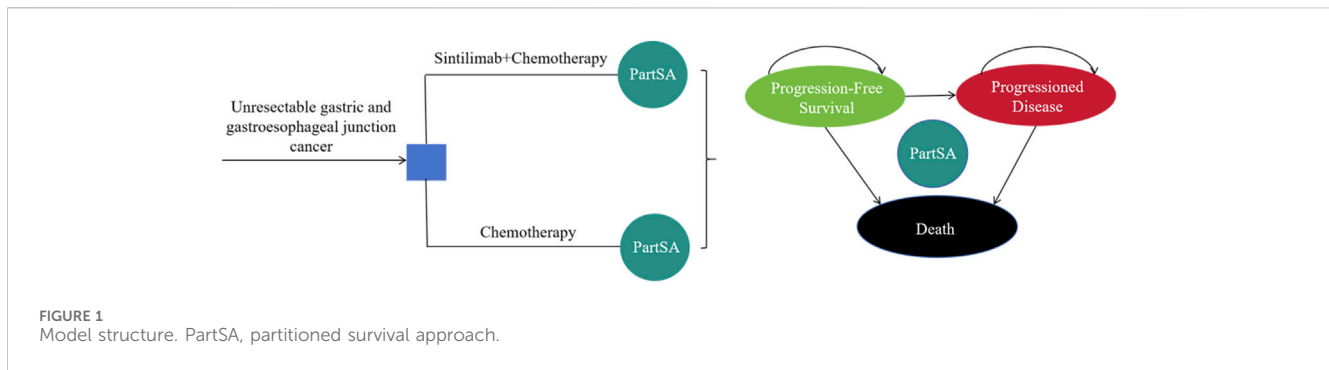 Sintilimab+Chemotherapy
PartSA
Unresectable gastric and
gastroesophageal junction
cancer
Chemotherapy
PartSA
Progression-Free
Survival
Progressioned
Disease
PartSA
Death
FIGURE 1
Model structure. PartSA, partitioned survival approach.